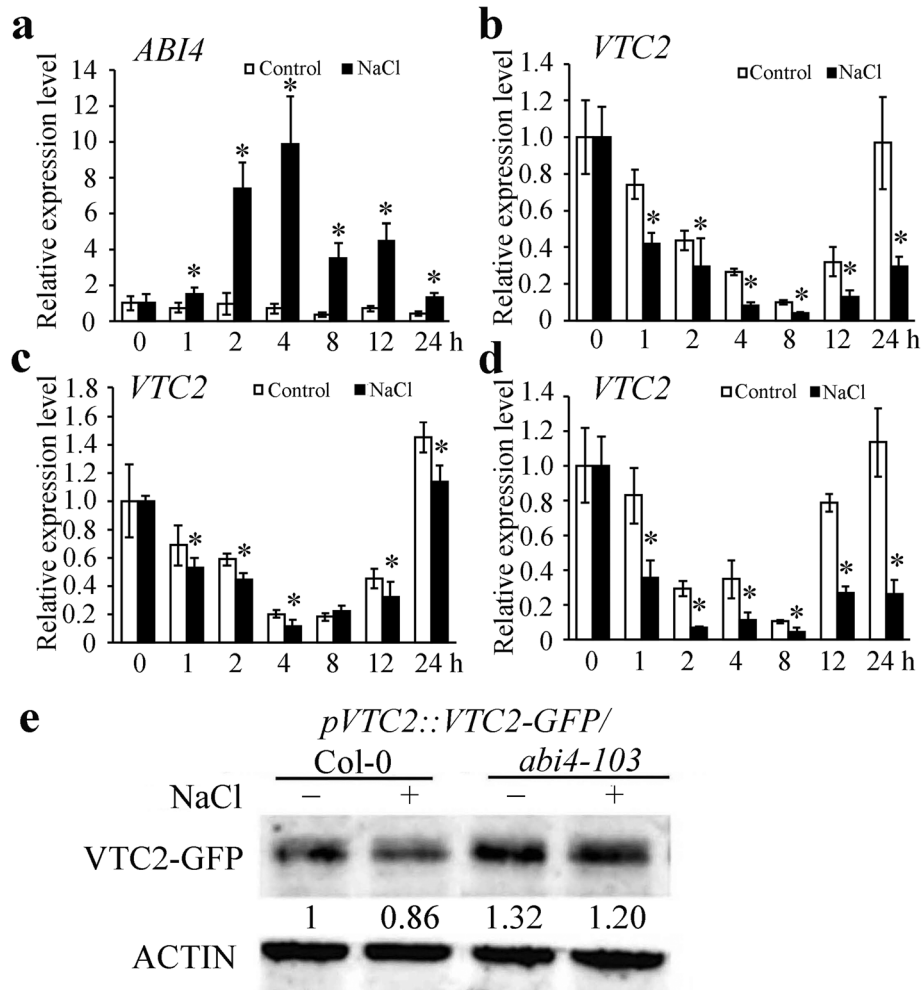 a
ABI4
Control NaCl
Relative expression level
14
12
10
8
6
4
2
0
* * * * * *
0 1 2 4 8 12 24 h
b
VTC2
Control NaCl
Relative expression level
1.4
1.2
1.0
0.8
0.6
0.4
0.2
0
* * * * * *
0 1 2 4 8 12 24 h
c
VTC2
Control NaCl
Relative expression level
1.8
1.6
1.4
1.2
1.0
0.8
0.6
0.4
0.2
0
* * * * *
0 1 2 4 8 12 24 h
d
VTC2
Control NaCl
Relative expression level
1.4
1.2
1.0
0.8
0.6
0.4
0.2
0
* * * * * *
0 1 2 4 8 12 24 h
e
pVTC2::VTC2-GFP/
Col-0 abi4-103
NaCl – + – +
VTC2-GFP
1 0.86 1.32 1.20
ACTIN